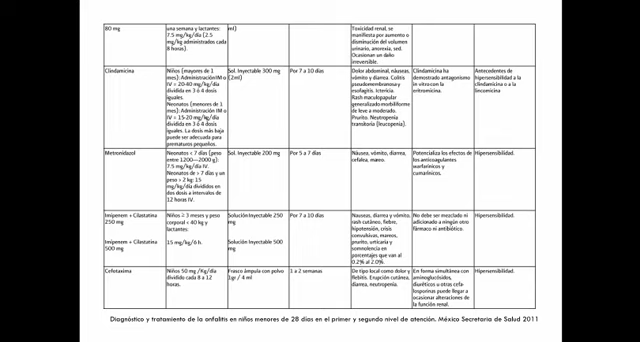 80 mg
una semana y lactantes:
7.5 mg/kg/día (2.5
mg/kg administrados cada
8 horas).
ml)
Toxicidad renal, se
manifiesta por aumento o
disminución del volumen
urinario, anorexia, sed.
Ocasionan un daño
irreversible.
Clindamicina
Niños (mayores de 1
mes): Administración IM o
IV = 20-40 mg/kg/día
dividida en 3 ó 4 dosis
iguales.
Neonatos (menores de 1
mes): Administración IM o
IV = 15-20 mg/kg/día
dividida en 3 ó 4 dosis
iguales. La dosis más baja
puede ser adecuada para
prematuros pequeños.
Sol. Inyectable 300 mg
(2ml)
Por 7 a 10 días
Dolor abdominal, náuseas,
vómito y diarrea. Colitis
pseudomembranosa y
esofagitis. Ictericia
Rash maculopapular
generalizado morbiliforme
de leve a moderado.
Prurito. Neutropenia
transitoria (leucopenia).
Clindamicina ha
demostrado antagonismo
in vitro con la
eritromicina.
Antecedentes de
hipersensibilidad a la
clindamicina o a la
lincomicina
Metronidazol
Neonatos < 7 días (peso
entre 1200—2000 g):
7.5 mg/kg/día IV.
Neonatos de > 7 días y un
peso > 2 kg: 15
mg/kg/día divididos en
dos dosis a intervalos de
12 horas IV.
Sol. Inyectable 200 mg
Por 5 a 7 días
Náusea, vómito, diarrea,
cefalea, mareo.
Potencializa los efectos de
los anticoagulantes
warfarínicos y
cumarínicos.
Hipersensibilidad.
Imipenem + Cilastatina
250 mg
Imipenem + Cilastatina
500 mg
Niños ≥ 3 meses y peso
corporal < 40 kg y
lactantes:
15 mg/kg/6 h.
Solución Inyectable 250
mg
Solución Inyectable 500
mg
Por 7 a 10 días
Nauseas, diarrea y vómito,
rash cutáneo, fiebre,
hipotensión, crisis
convulsivas, mareos,
prurito, urticaria y
somnolencia en
porcentajes que van al
0.2% al 2.0%.
No debe ser mezclado ni
adicionado a ningún otro
fármaco ni antibiótico.
Hipersensibilidad.
Cefotaxima
Niños 50 mg /Kg/día
dividido cada 8 a 12
horas.
Frasco ámpula con polvo
1gr / 4 ml
1 a 2 semanas
De tipo local como dolor y
flebitis. Erupción cutánea,
diarrea, neutropenia.
En forma simultánea con
aminoglucósidos,
diuréticos u otros cefa-
losporinas puede llegar a
ocasionar alteraciones de
la función renal.
Hipersensibilidad.
Diagnóstico y tratamiento de la onfalitis en niños menores de 28 días en el primer y segundo nivel de atención. México Secretaria de Salud 2011